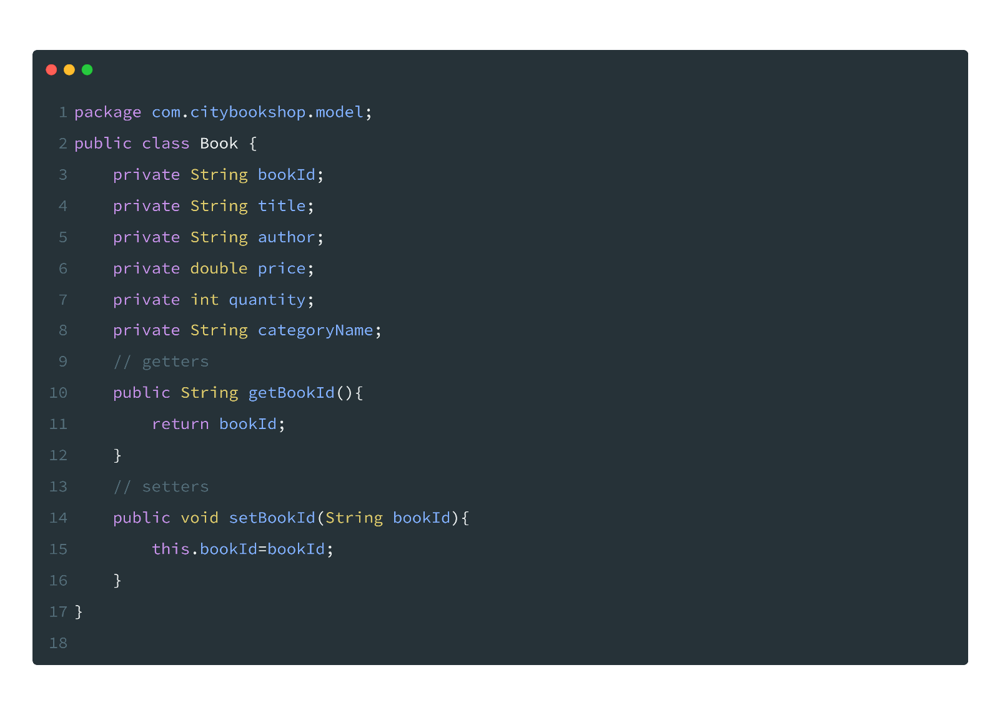 1 package com.citybookshop.model;
2 public class Book {
3     private String bookId;
4     private String title;
5     private String author;
6     private double price;
7     private int quantity;
8     private String categoryName;
9     // getters
10     public String getBookId(){
11         return bookId;
12     }
13     // setters
14     public void setBookId(String bookId){
15         this.bookId=bookId;
16     }
17 }
18